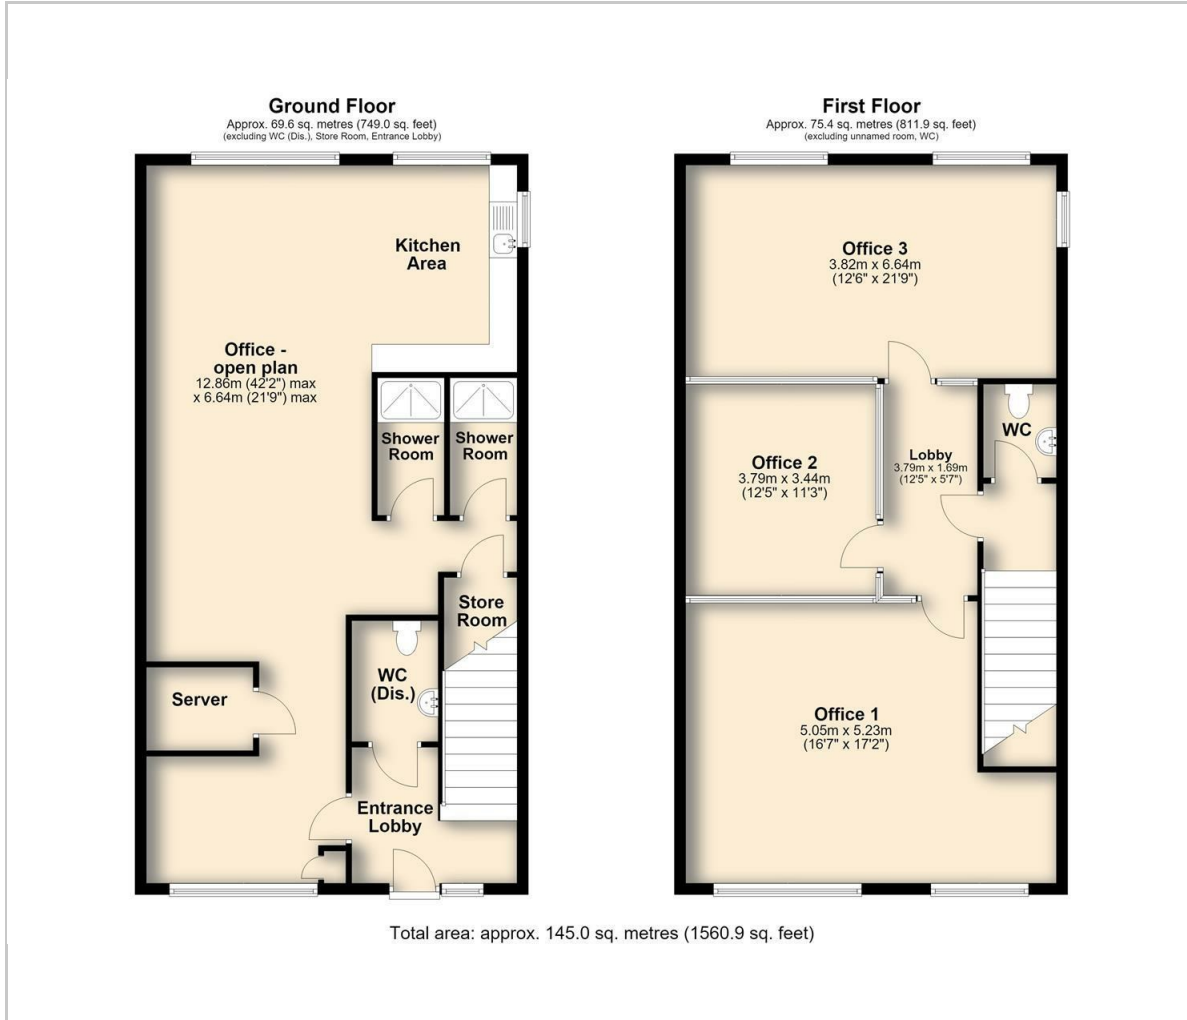 Ground Floor
Approx. 69.6 sq. metres (749.0 sq. feet)
(excluding WC (Dis.), Store Room, Entrance Lobby)
Kitchen
Area
Office -
open plan
12.86m (42'2") max
x 6.64m (21'9") max
Shower
Room
Shower
Room
Store
Room
WC
(Dis.)
Server
Entrance
Lobby
First Floor
Approx. 75.4 sq. metres (811.9 sq. feet)
(excluding unnamed room, WC)
Office 3
3.82m x 6.64m
(12'6" x 21'9")
WC
Lobby
3.79m x 1.69m
(12'5" x 5'7")
Office 2
3.79m x 3.44m
(12'5" x 11'3")
Office 1
5.05m x 5.23m
(16'7" x 17'2")
Total area: approx. 145.0 sq. metres (1560.9 sq. feet)